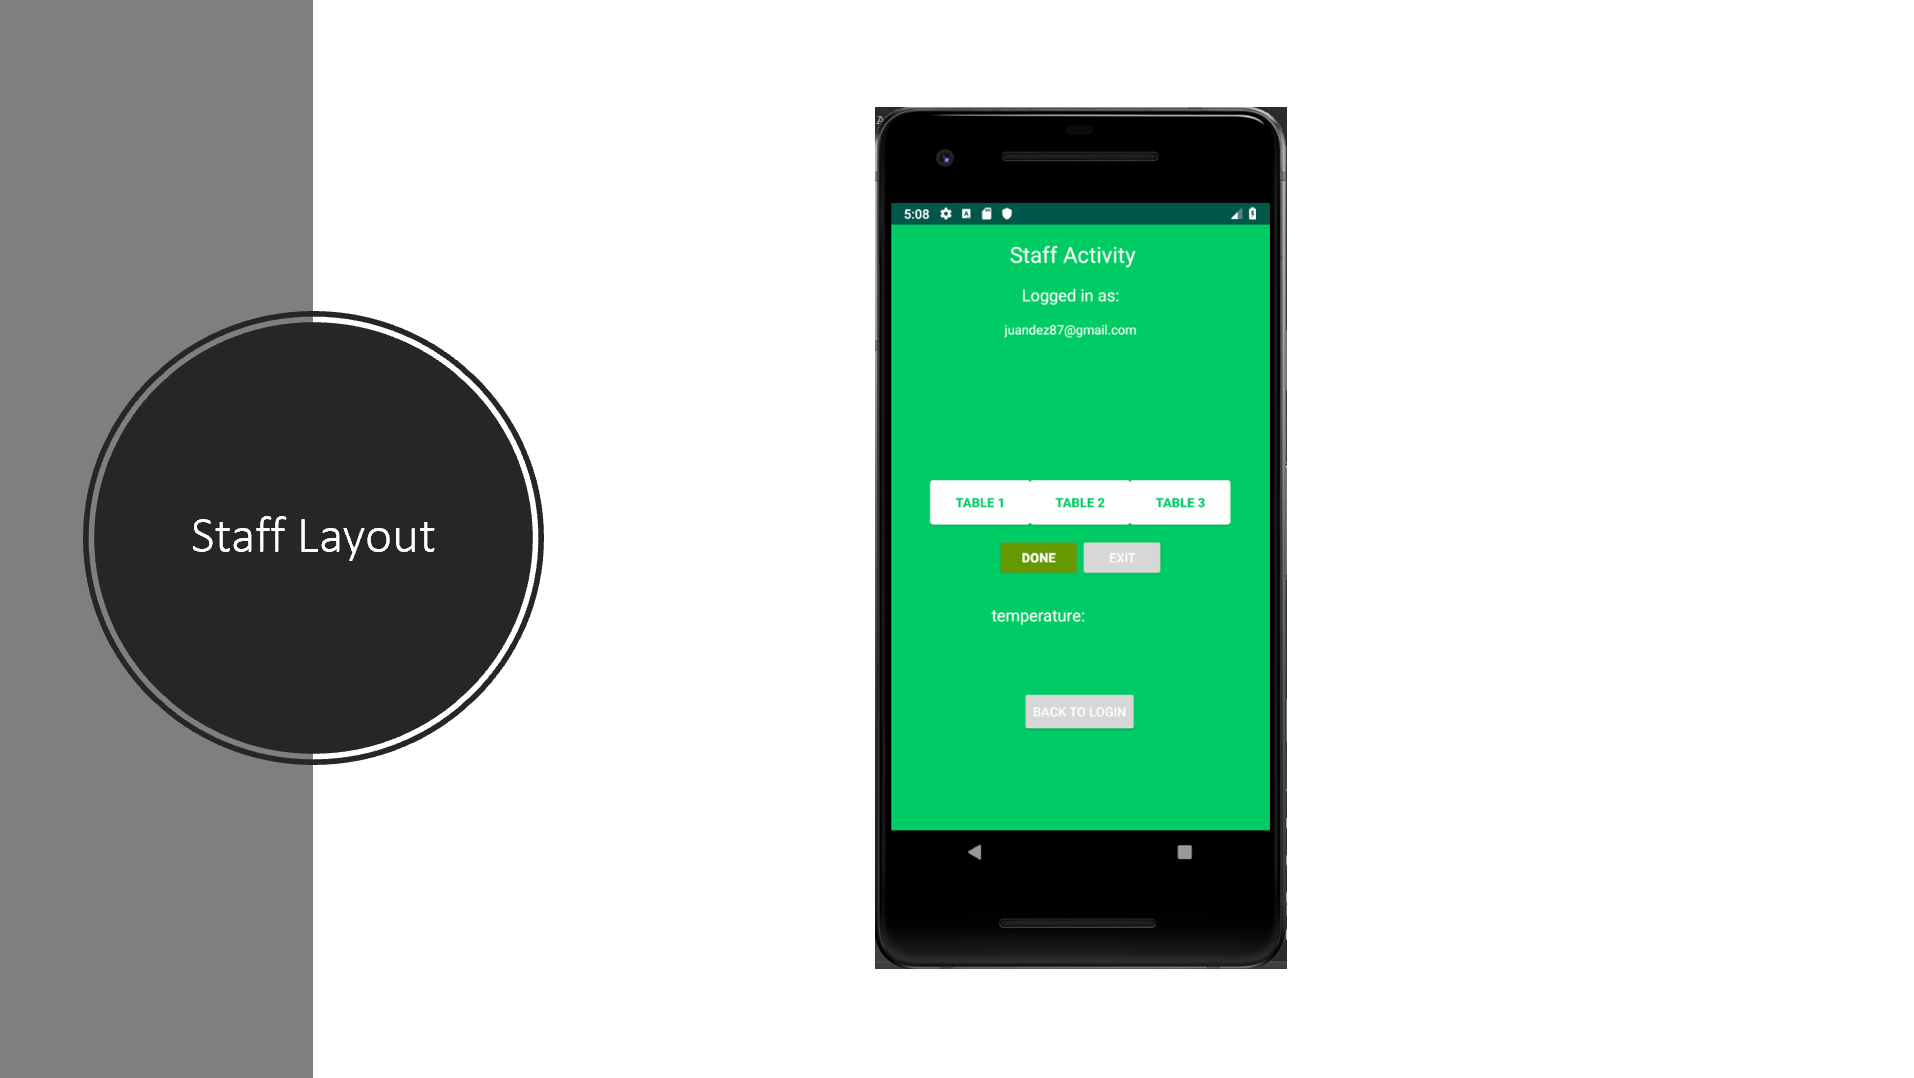 Staff Layout
5:08
Staff Activity
Logged in as:
juandez87@gmail.com
TABLE 1 TABLE 2 TABLE 3
DONE EXIT
temperature:
BACK TO LOGIN